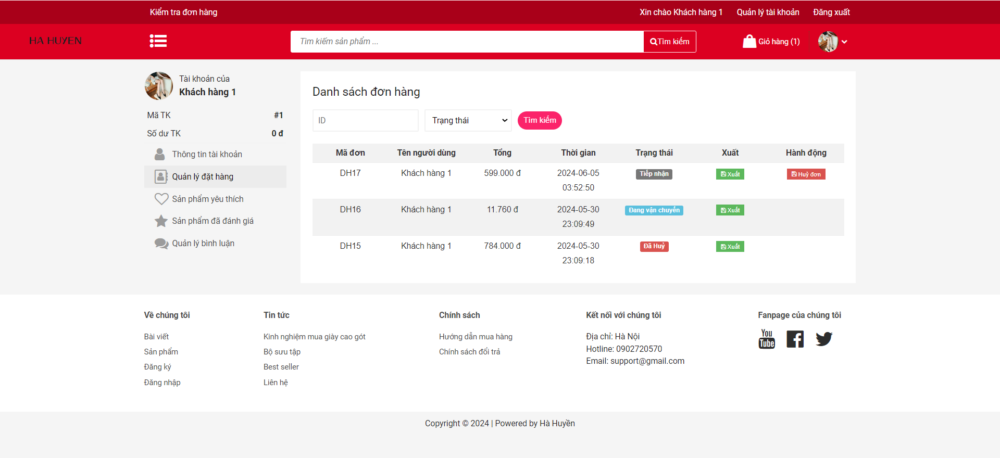 Kiểm tra đơn hàng
Xin chào Khách hàng 1 Quản lý tài khoản Đăng xuất
HA HUYEN
Tìm kiếm sản phẩm ...
Tìm kiếm
Giỏ hàng (1)
Tài khoản của
Khách hàng 1
Mã TK #1
Số dư TK 0 đ
Thông tin tài khoản
Quản lý đặt hàng
Sản phẩm yêu thích
Sản phẩm đã đánh giá
Quản lý bình luận
Danh sách đơn hàng
ID Trạng thái Tìm kiếm
Mã đơn Tên người dùng Tổng Thời gian Trạng thái Xuất Hành động
DH17 Khách hàng 1 599.000 đ 2024-06-05 Tiếp nhận Xuất Huỷ đơn
03:52:50
DH16 Khách hàng 1 11.760 đ 2024-05-30 Đang vận chuyển Xuất
23:09:49
DH15 Khách hàng 1 784.000 đ 2024-05-30 Đã Huỷ Xuất
23:09:18
Về chúng tôi
Bài viết
Sản phẩm
Đăng ký
Đăng nhập
Tin tức
Kinh nghiệm mua giày cao gót
Bộ sưu tập
Best seller
Liên hệ
Chính sách
Hướng dẫn mua hàng
Chính sách đổi trả
Kết nối với chúng tôi
Địa chỉ: Hà Nội
Hotline: 0902720570
Email: support@gmail.com
Fanpage của chúng tôi
You
Tube
Copyright © 2024 | Powered by Hà Huyền